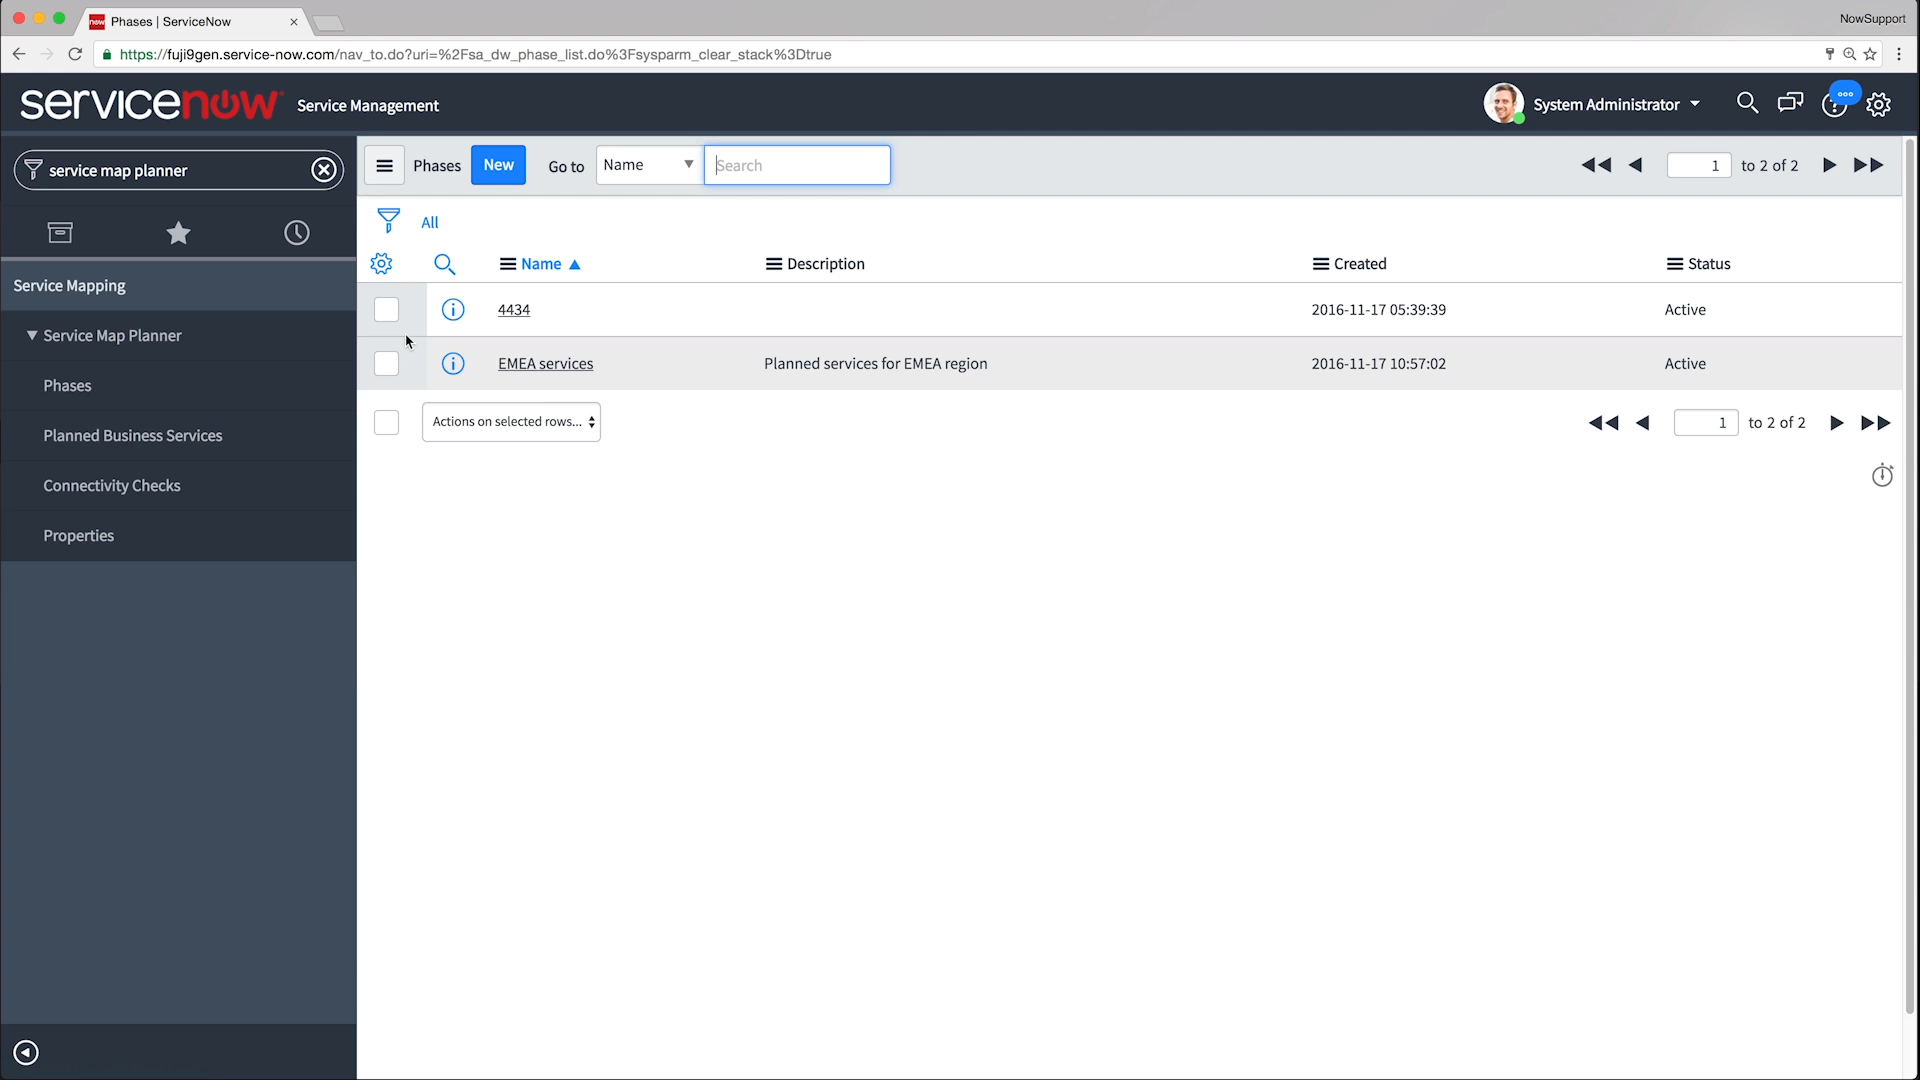 Phases | ServiceNow
NowSupport
https://fuji9gen.service-now.com/nav_to.do?uri=%2Fsa_dw_phase_list.do%3Fsysparm_clear_stack%3Dtrue
servicenow Service Management
System Administrator
service map planner
Phases New Go to Name Search
1 to 2 of 2
All
Name Description Created Status
4434 2016-11-17 05:39:39 Active
EMEA services Planned services for EMEA region 2016-11-17 10:57:02 Active
Actions on selected rows...
1 to 2 of 2
Service Mapping
Service Map Planner
Phases
Planned Business Services
Connectivity Checks
Properties